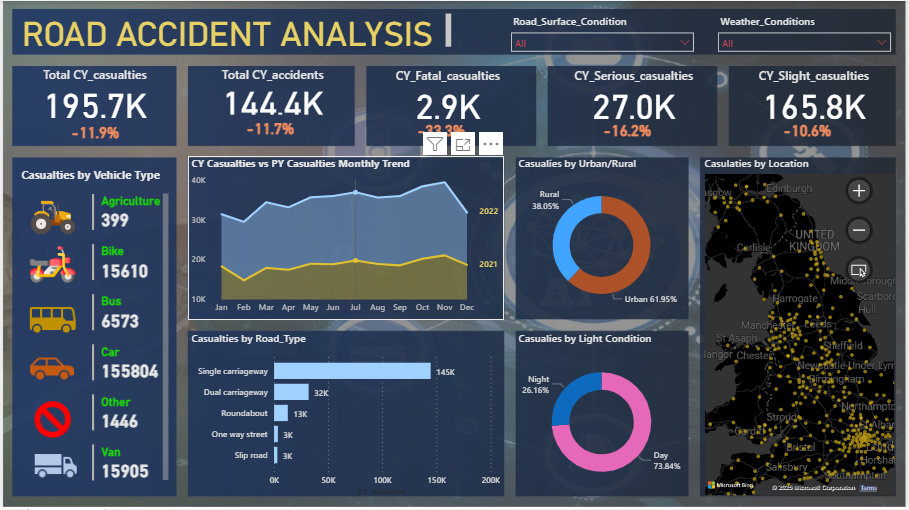 ROAD ACCIDENT ANALYSIS
Road_Surface_Condition
All
Weather_Conditions
All
Total CY_casualties
195.7K
-11.9%
Total CY_accidents
144.4K
-11.7%
CY_Fatal_casualties
2.9K
-33.3%
CY_Serious_casualties
27.0K
-16.2%
CY_Slight_casualties
165.8K
-10.6%
Casualties by Vehicle Type
Agriculture
399
Bike
15610
Bus
6573
Car
155804
Other
1446
Van
15905
CY Casualties vs PY Casualties Monthly Trend
40K
30K
20K
10K
2022
2021
Jan Feb Mar Apr May Jun Jul Aug Sep Oct Nov Dec
Casualies by Urban/Rural
Rural
38.05%
Urban 61.95%
Casualties by Road_Type
Single carriageway 145K
Dual carriageway 32K
Roundabout 13K
One way street 3K
Slip road 3K
0K 50K 100K 150K 200K
Casualies by Light Condition
Night
26.16%
Day
73.84%
Casulaties by Location
Edinburgh
UNITED
KINGDOM
Carlisle
Harrogate
Scarbor
Hull
Manchester
Leeds
St Asaph
Chester
Sheffield
Newcastle Under Lym
Birmingham
Northampto
Stroud
Bristol
Salisbury
Southampton
Microsoft Bing
© 2025 Microsoft Corporation Terms